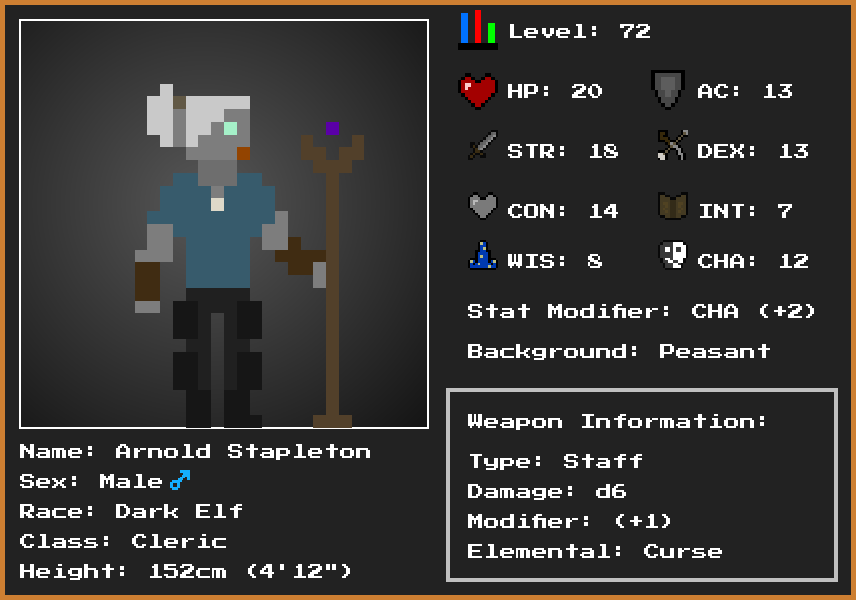 Level: 72
HP: 20
AC: 13
STR: 18
DEX: 13
CON: 14
INT: 7
WIS: 8
CHA: 12
Stat Modifier: CHA (+2)
Background: Peasant
Weapon Information:
Type: Staff
Damage: d6
Modifier: (+1)
Elemental: Curse
Name: Arnold Stapleton
Sex: Male♂
Race: Dark Elf
Class: Cleric
Height: 152cm (4'12")